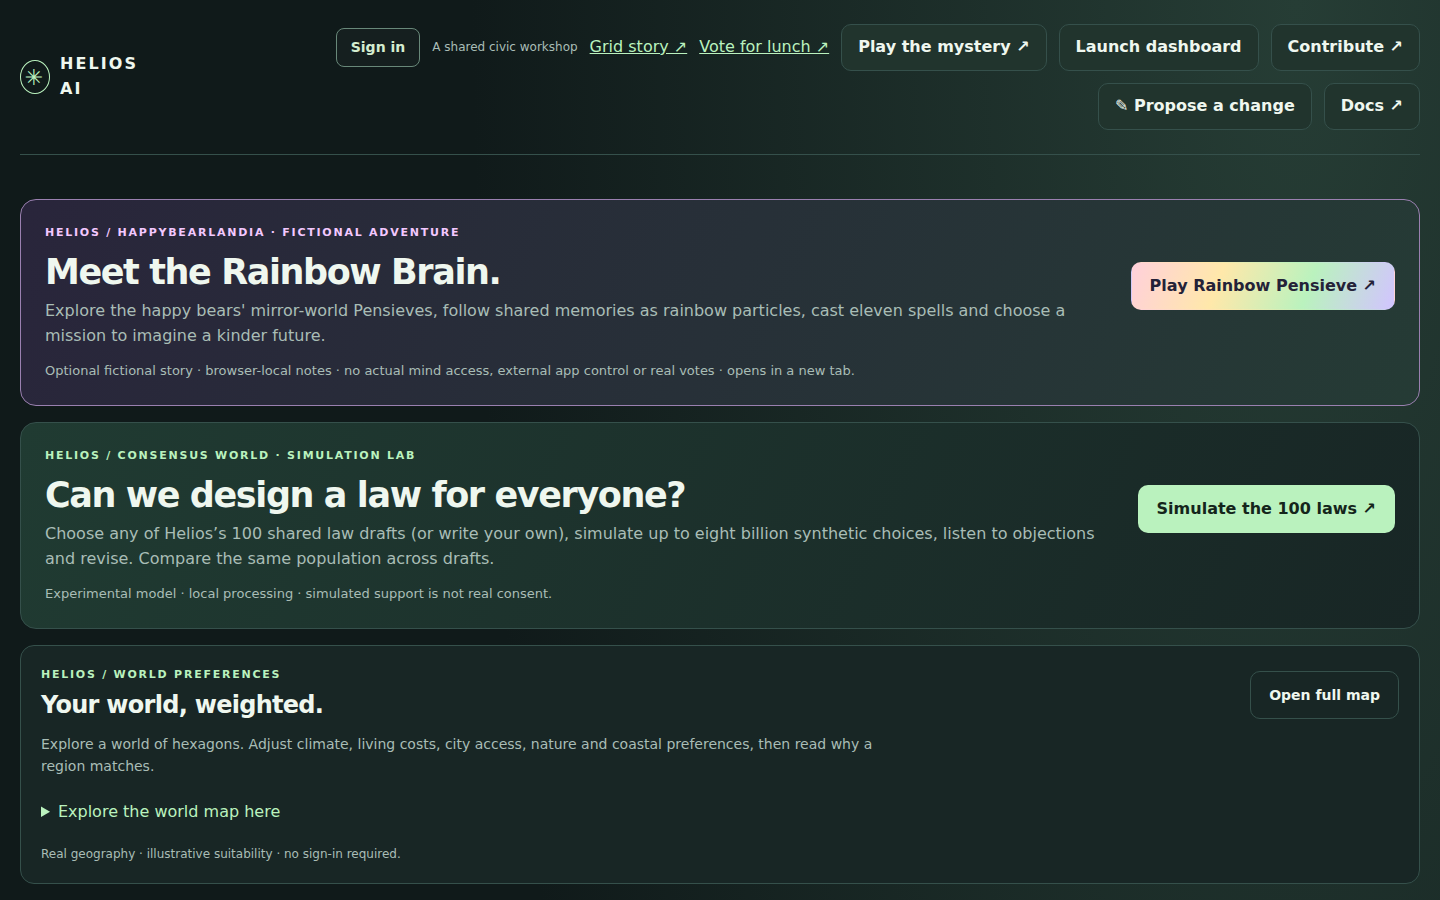 HELIOS
AI
Sign in
A shared civic workshop
Grid story ↗
Vote for lunch ↗
Play the mystery ↗
Launch dashboard
Contribute ↗
✎ Propose a change
Docs ↗
HELIOS / HAPPYBEARLANDIA · FICTIONAL ADVENTURE
Meet the Rainbow Brain.
Explore the happy bears' mirror-world Pensieves, follow shared memories as rainbow particles, cast eleven spells and choose a
mission to imagine a kinder future.
Optional fictional story · browser-local notes · no actual mind access, external app control or real votes · opens in a new tab.
Play Rainbow Pensieve ↗
HELIOS / CONSENSUS WORLD · SIMULATION LAB
Can we design a law for everyone?
Choose any of Helios’s 100 shared law drafts (or write your own), simulate up to eight billion synthetic choices, listen to objections
and revise. Compare the same population across drafts.
Experimental model · local processing · simulated support is not real consent.
Simulate the 100 laws ↗
HELIOS / WORLD PREFERENCES
Your world, weighted.
Explore a world of hexagons. Adjust climate, living costs, city access, nature and coastal preferences, then read why a
region matches.
Open full map
▶ Explore the world map here
Real geography · illustrative suitability · no sign-in required.